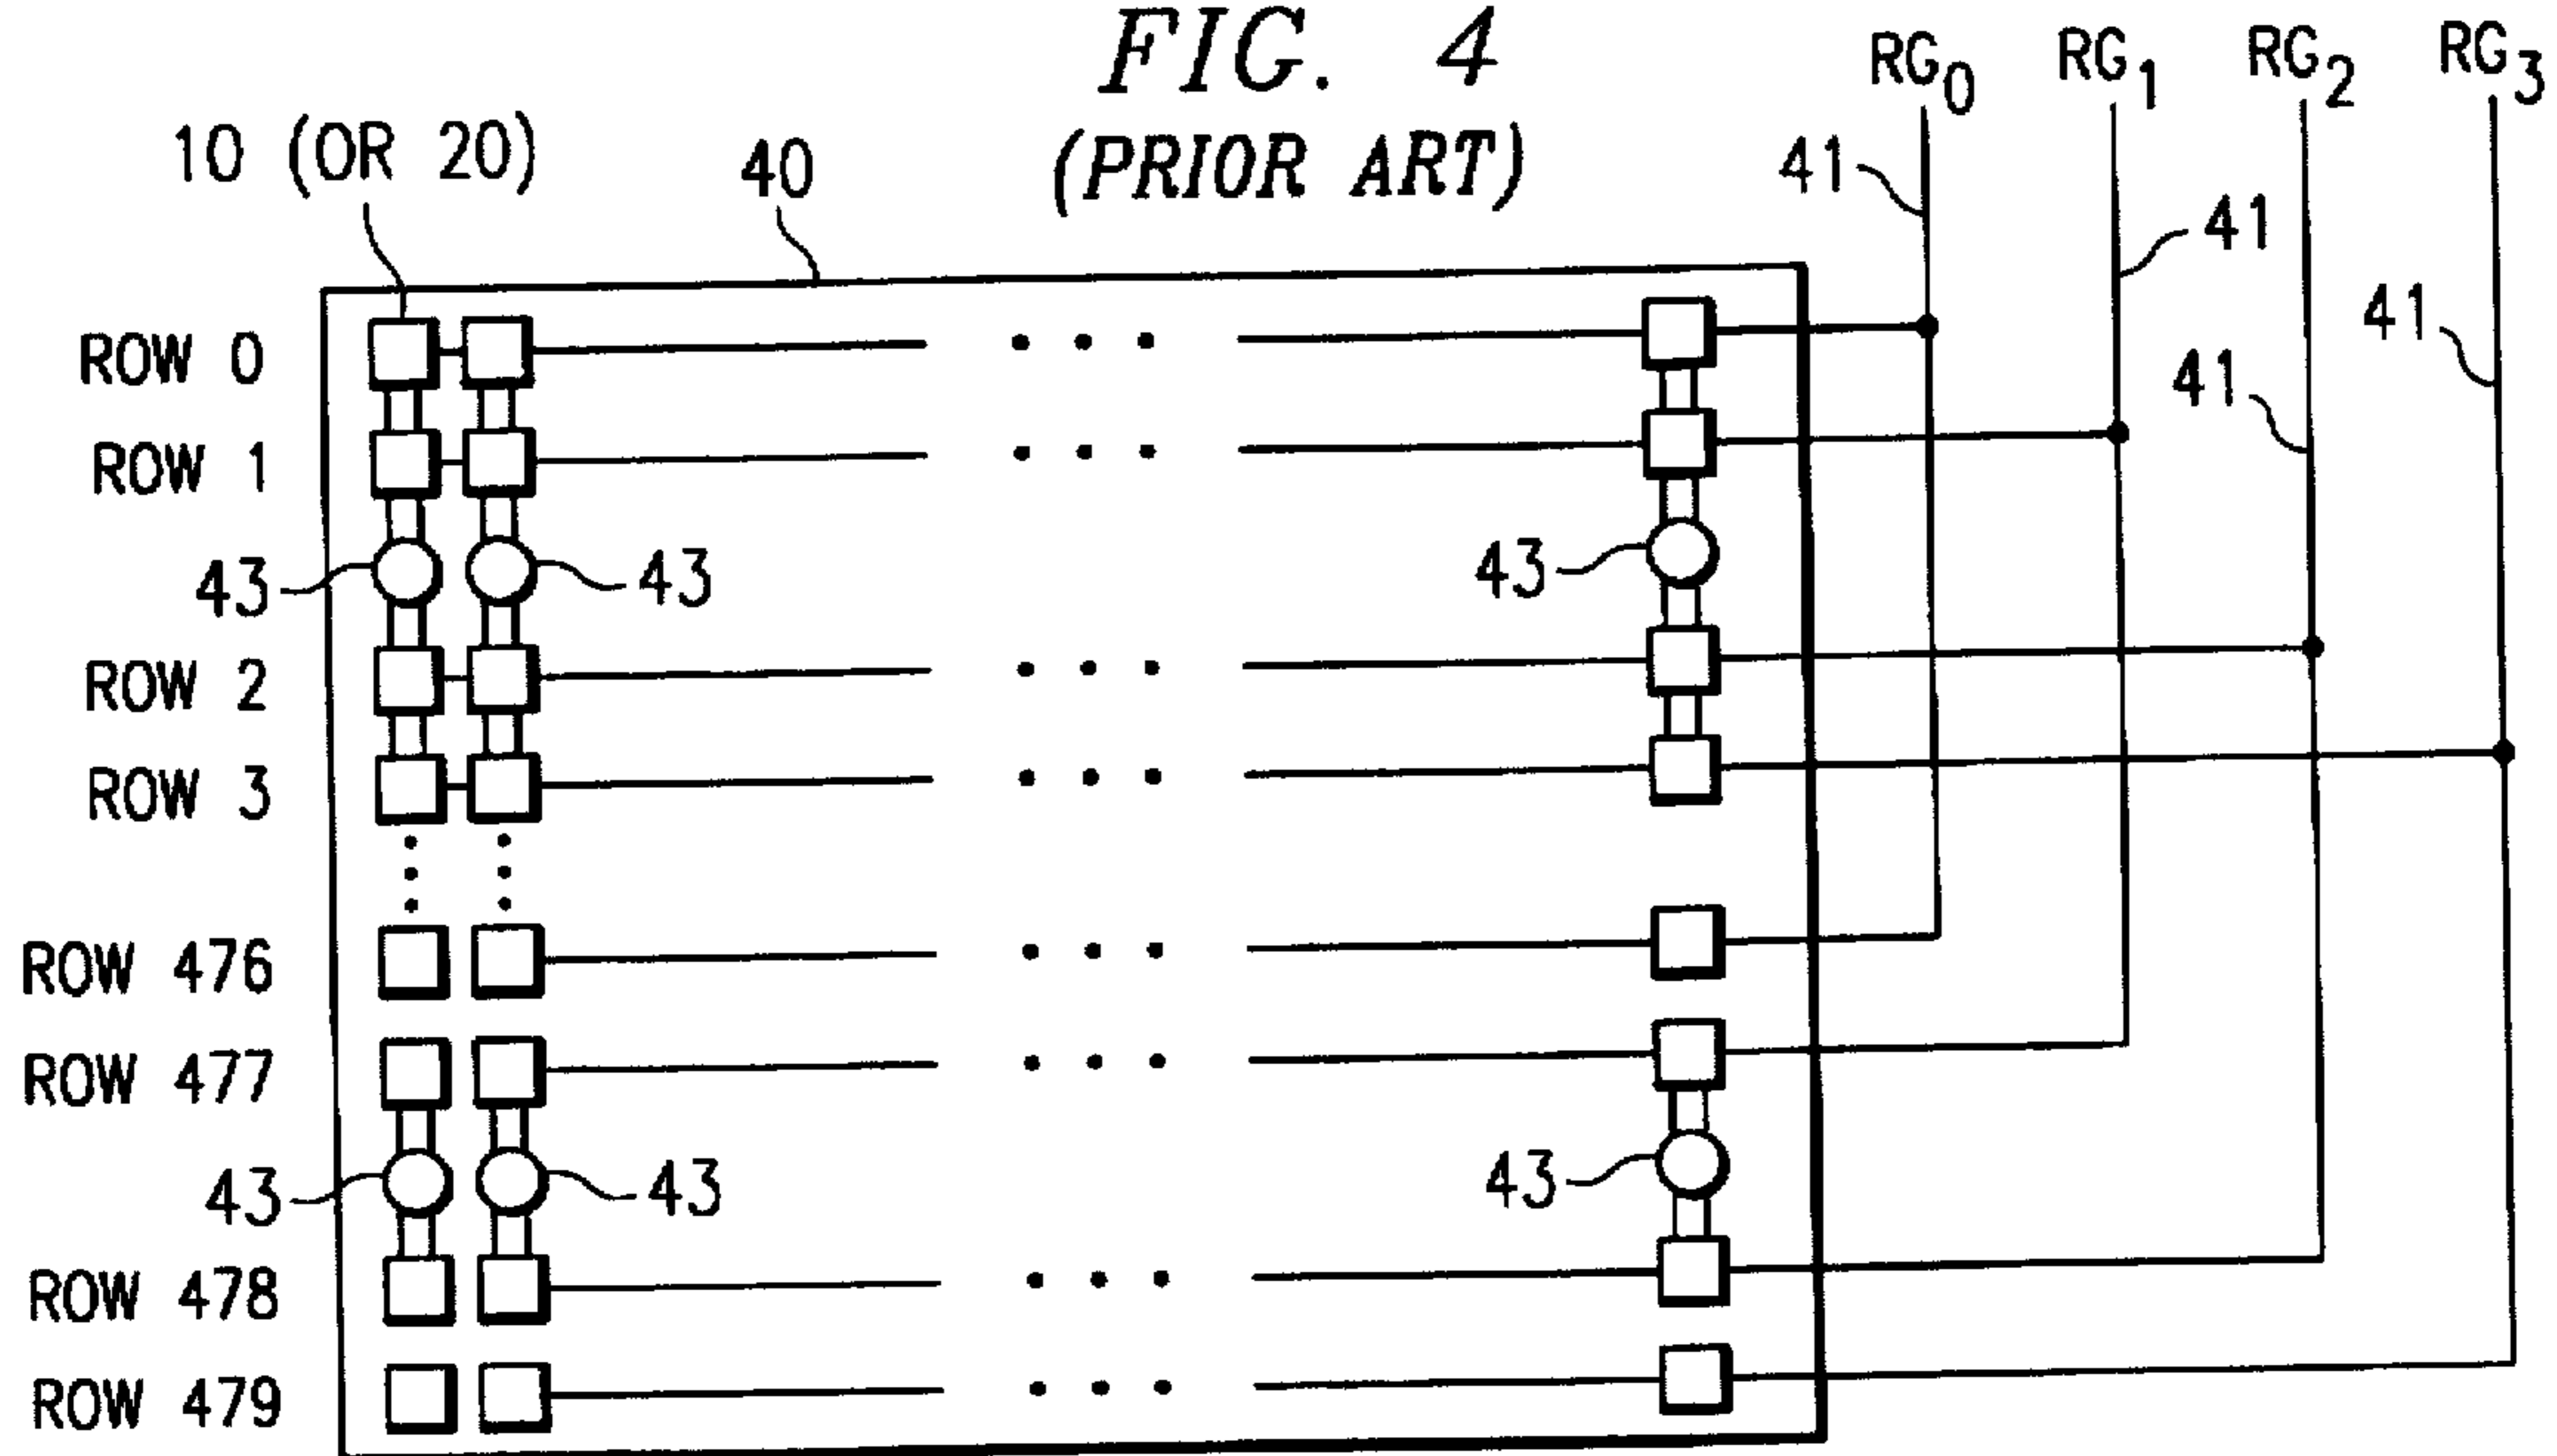 FIG. 4
(PRIOR ART)
RG0
RG1
RG2
RG3
10 (OR 20)
40
41
41
41
41
ROW 0
ROW 1
43
43
43
ROW 2
ROW 3
ROW 476
ROW 477
43
43
43
ROW 478
ROW 479